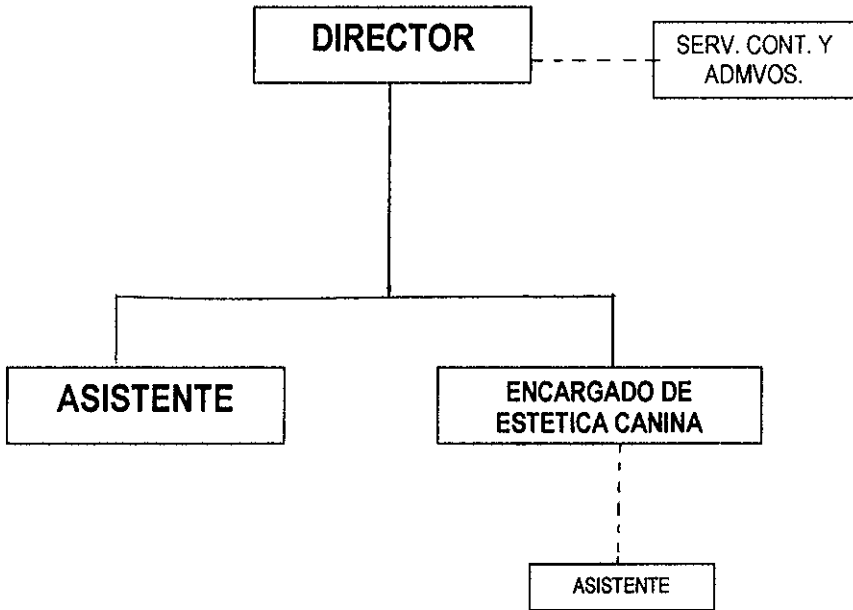 DIRECTOR
SERV. CONT. Y
ADMVOS.
ASISTENTE
ENCARGADO DE
ESTETICA CANINA
ASISTENTE